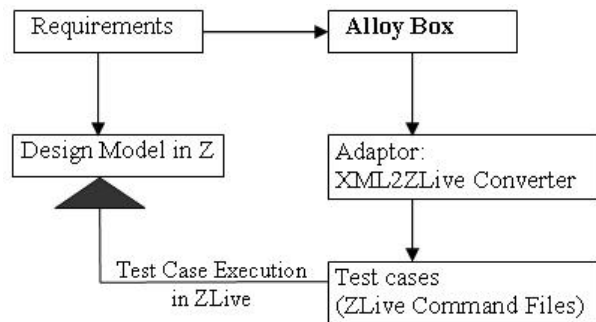 Requirements
Alloy Box
Design Model in Z
Adaptor:
XML2ZLive Converter
Test Case Execution
in ZLive
Test cases
(ZLive Command Files)